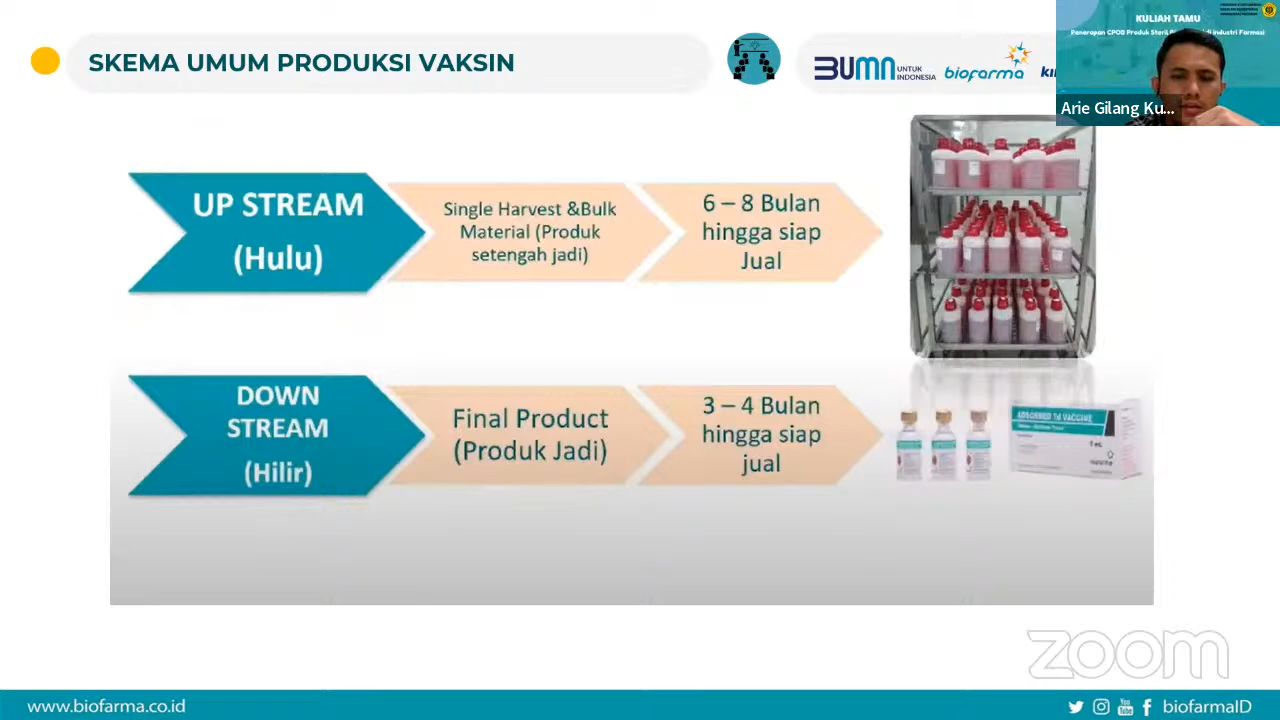 SKEMA UMUM PRODUKSI VAKSIN
BUMN
UNTUK
INDONESIA
biofarma
KULIAH TAMU
Arie Gilang Ku...
UP STREAM
(Hulu)
Single Harvest &Bulk
Material (Produk
setengah jadi)
6 – 8 Bulan
hingga siap
Jual
DOWN
STREAM
(Hilir)
Final Product
(Produk Jadi)
3 – 4 Bulan
hingga siap
jual
ADSORBED Td VACCINE
zoom
www.biofarma.co.id
biofarmaID